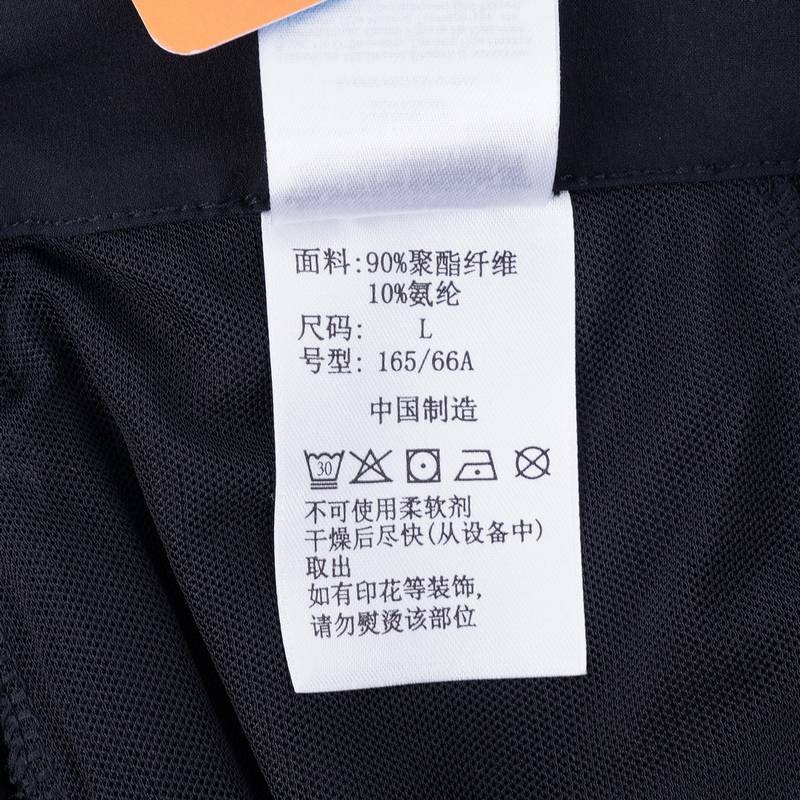 面料:90%聚酯纤维
10%氨纶
尺码: L
号型: 165/66A
中国制造
30
不可使用柔软剂
干燥后尽快(从设备中)
取出
如有印花等装饰,
请勿熨烫该部位